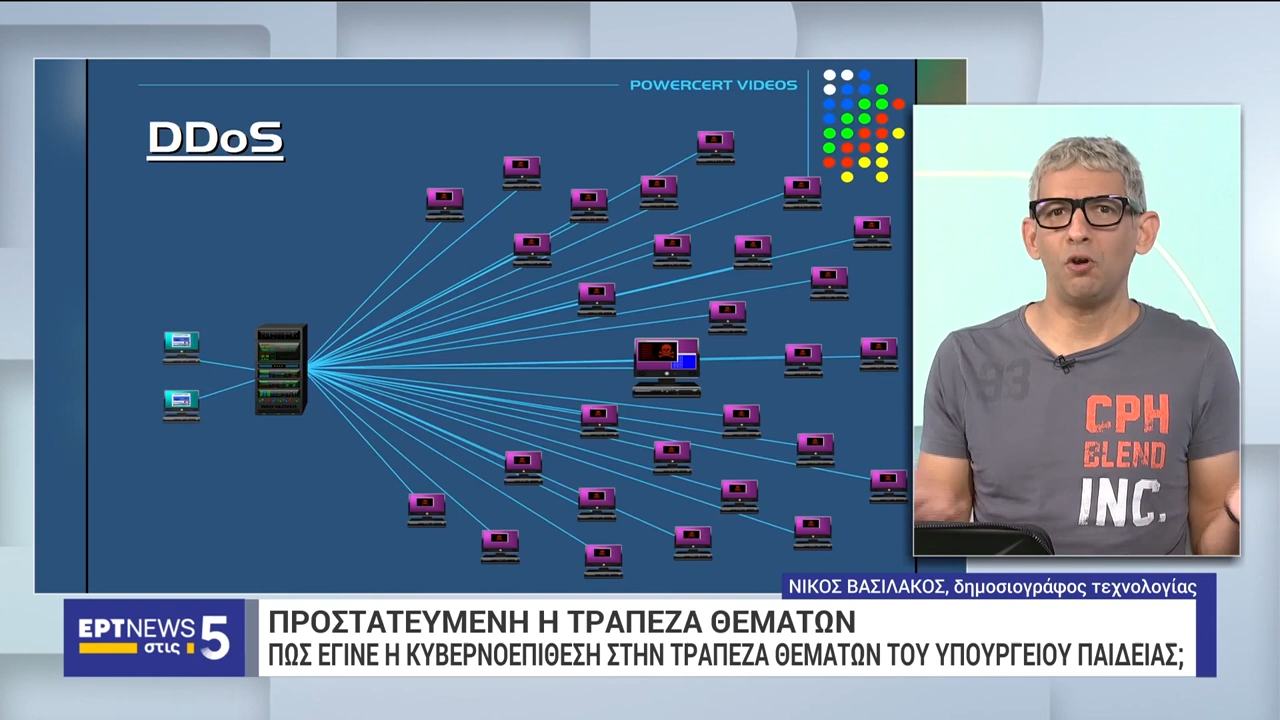 POWERCERT VIDEOS
DDoS
93
CPH
BLEND
INC.
ΝΙΚΟΣ ΒΑΣΙΛΑΚΟΣ, δημοσιογράφος τεχνολογίας
ΕΡΤNEWS
στις
5
ΠΡΟΣΤΑΤΕΥΜΕΝΗ Η ΤΡΑΠΕΖΑ ΘΕΜΑΤΩΝ
ΠΩΣ ΕΓΙΝΕ Η ΚΥΒΕΡΝΟΕΠΙΘΕΣΗ ΣΤΗΝ ΤΡΑΠΕΖΑ ΘΕΜΑΤΩΝ ΤΟΥ ΥΠΟΥΡΓΕΙΟΥ ΠΑΙΔΕΙΑΣ;